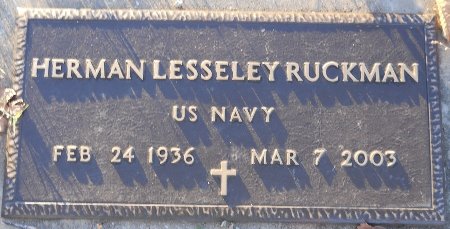 HERMAN LESSELEY RUCKMAN
US NAVY
FEB 24 1936 MAR 7 2003